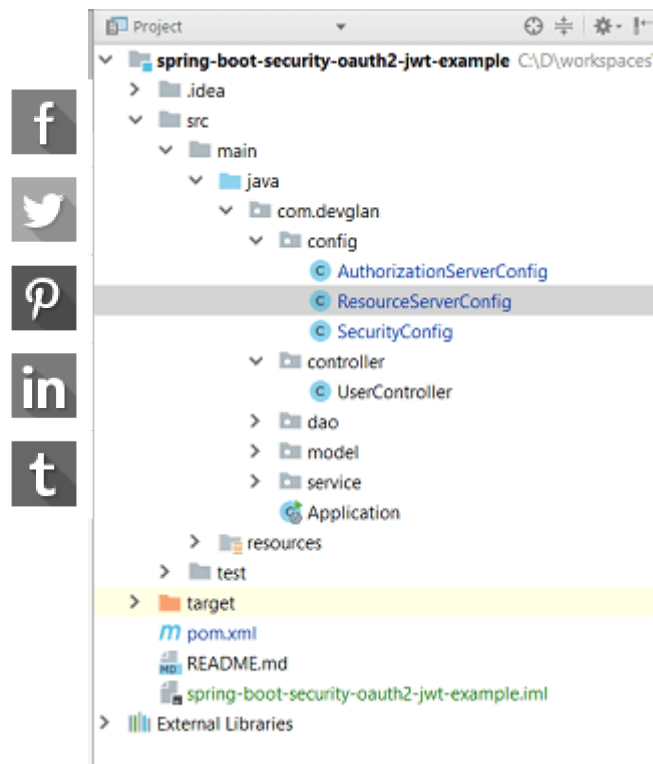 Project
spring-boot-security-oauth2-jwt-example C:\D\workspaces\
.idea
src
main
java
com.devglan
config
AuthorizationServerConfig
ResourceServerConfig
SecurityConfig
controller
UserController
dao
model
service
Application
resources
test
target
pom.xml
README.md
spring-boot-security-oauth2-jwt-example.iml
External Libraries
f
in
t